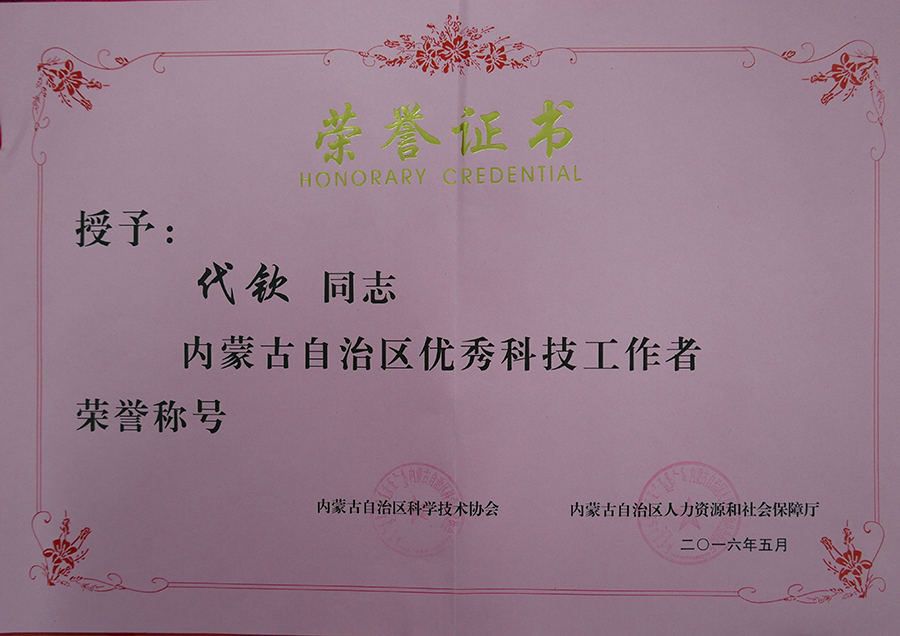 荣誉证书
HONORARY CREDENTIAL
授予：
代钦 同志
内蒙古自治区优秀科技工作者
荣誉称号
内蒙古自治区科学技术协会 内蒙古自治区人力资源和社会保障厅
二〇一六年五月